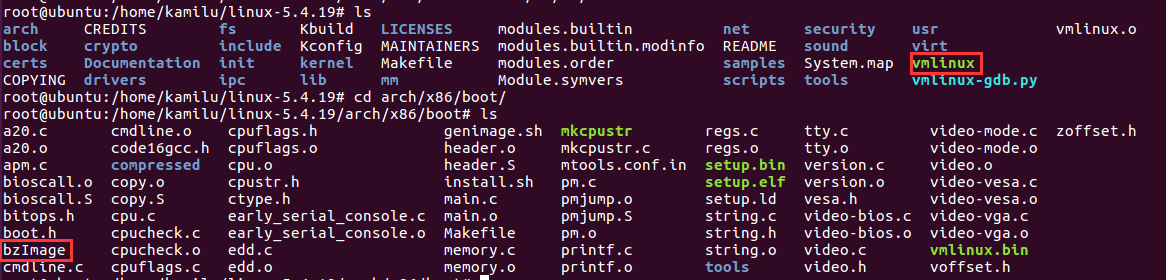 root@ubuntu:/home/kamilu/linux-5.4.19# ls
arch CREDITS fs Kbuild LICENSES modules.builtin net security usr vmlinux.o
block crypto include Kconfig MAINTAINERS modules.builtin.modinfo README sound virt
certs Documentation init kernel Makefile modules.order samples System.map vmlinux
COPYING drivers ipc lib mm Module.symvers scripts tools vmlinux-gdb.py
root@ubuntu:/home/kamilu/linux-5.4.19# cd arch/x86/boot/
root@ubuntu:/home/kamilu/linux-5.4.19/arch/x86/boot# ls
a20.c cmdline.o cpuflags.h genimage.sh mkcpustr regs.c tty.c video-mode.c zoffset.h
a20.o code16gcc.h cpuflags.o header.o mkcpustr.c regs.o tty.o video-mode.o
apm.c compressed cpu.o header.S mtools.conf.in setup.bin version.c video.o
bioscall.o copy.o cpustr.h install.sh pm.c setup.elf version.o video-vesa.c
bioscall.S copy.S ctype.h main.c pmjump.o setup.ld vesa.h video-vesa.o
bitops.h cpu.c early_serial_console.c main.o pmjump.S string.c video-bios.c video-vga.c
boot.h cpucheck.c early_serial_console.o Makefile pm.o string.h video-bios.o video-vga.o
bzImage cpucheck.o edd.c memory.c printf.c string.o video.c vmlinux.bin
cmdline.c cpuflags.c edd.o memory.o printf.o tools video.h voffset.h